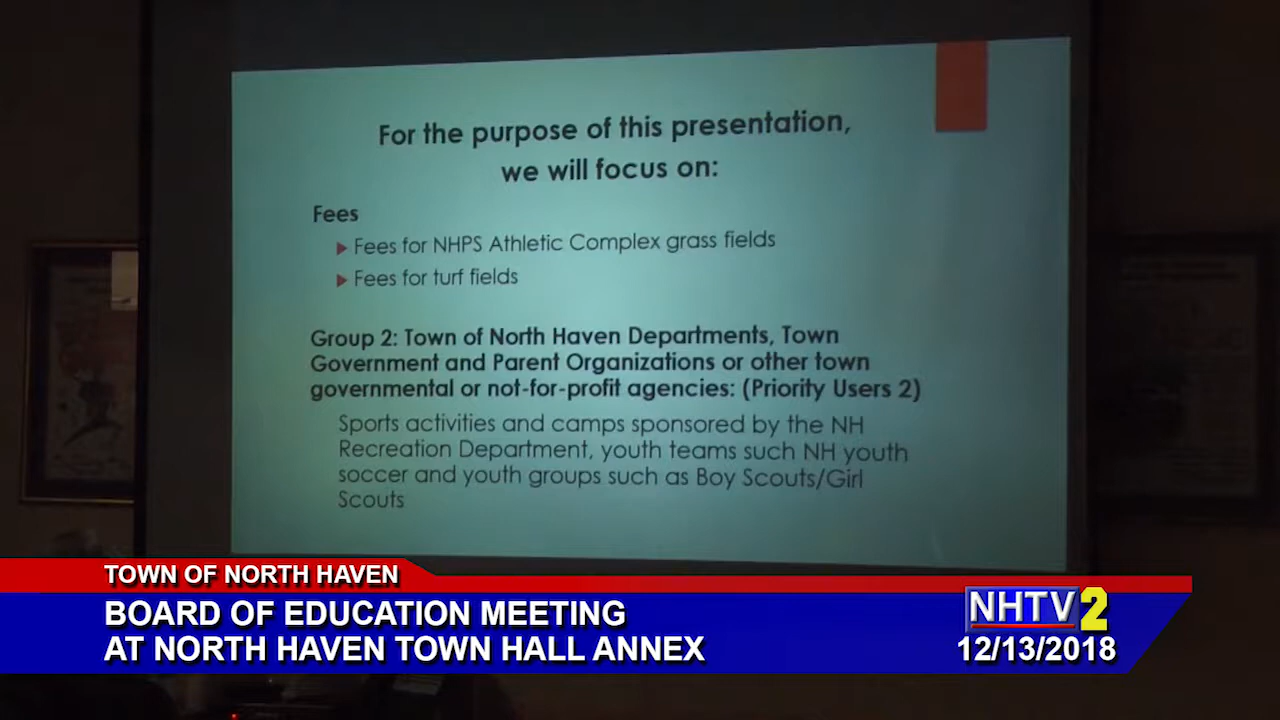 For the purpose of this presentation,
we will focus on:
Fees
Fees for NHPS Athletic Complex grass fields
Fees for turf fields
Group 2: Town of North Haven Departments, Town
Government and Parent Organizations or other town
governmental or not-for-profit agencies: (Priority Users 2)
Sports activities and camps sponsored by the NH
Recreation Department, youth teams such NH youth
soccer and youth groups such as Boy Scouts/Girl
Scouts
TOWN OF NORTH HAVEN
BOARD OF EDUCATION MEETING
AT NORTH HAVEN TOWN HALL ANNEX
NHTV2
12/13/2018